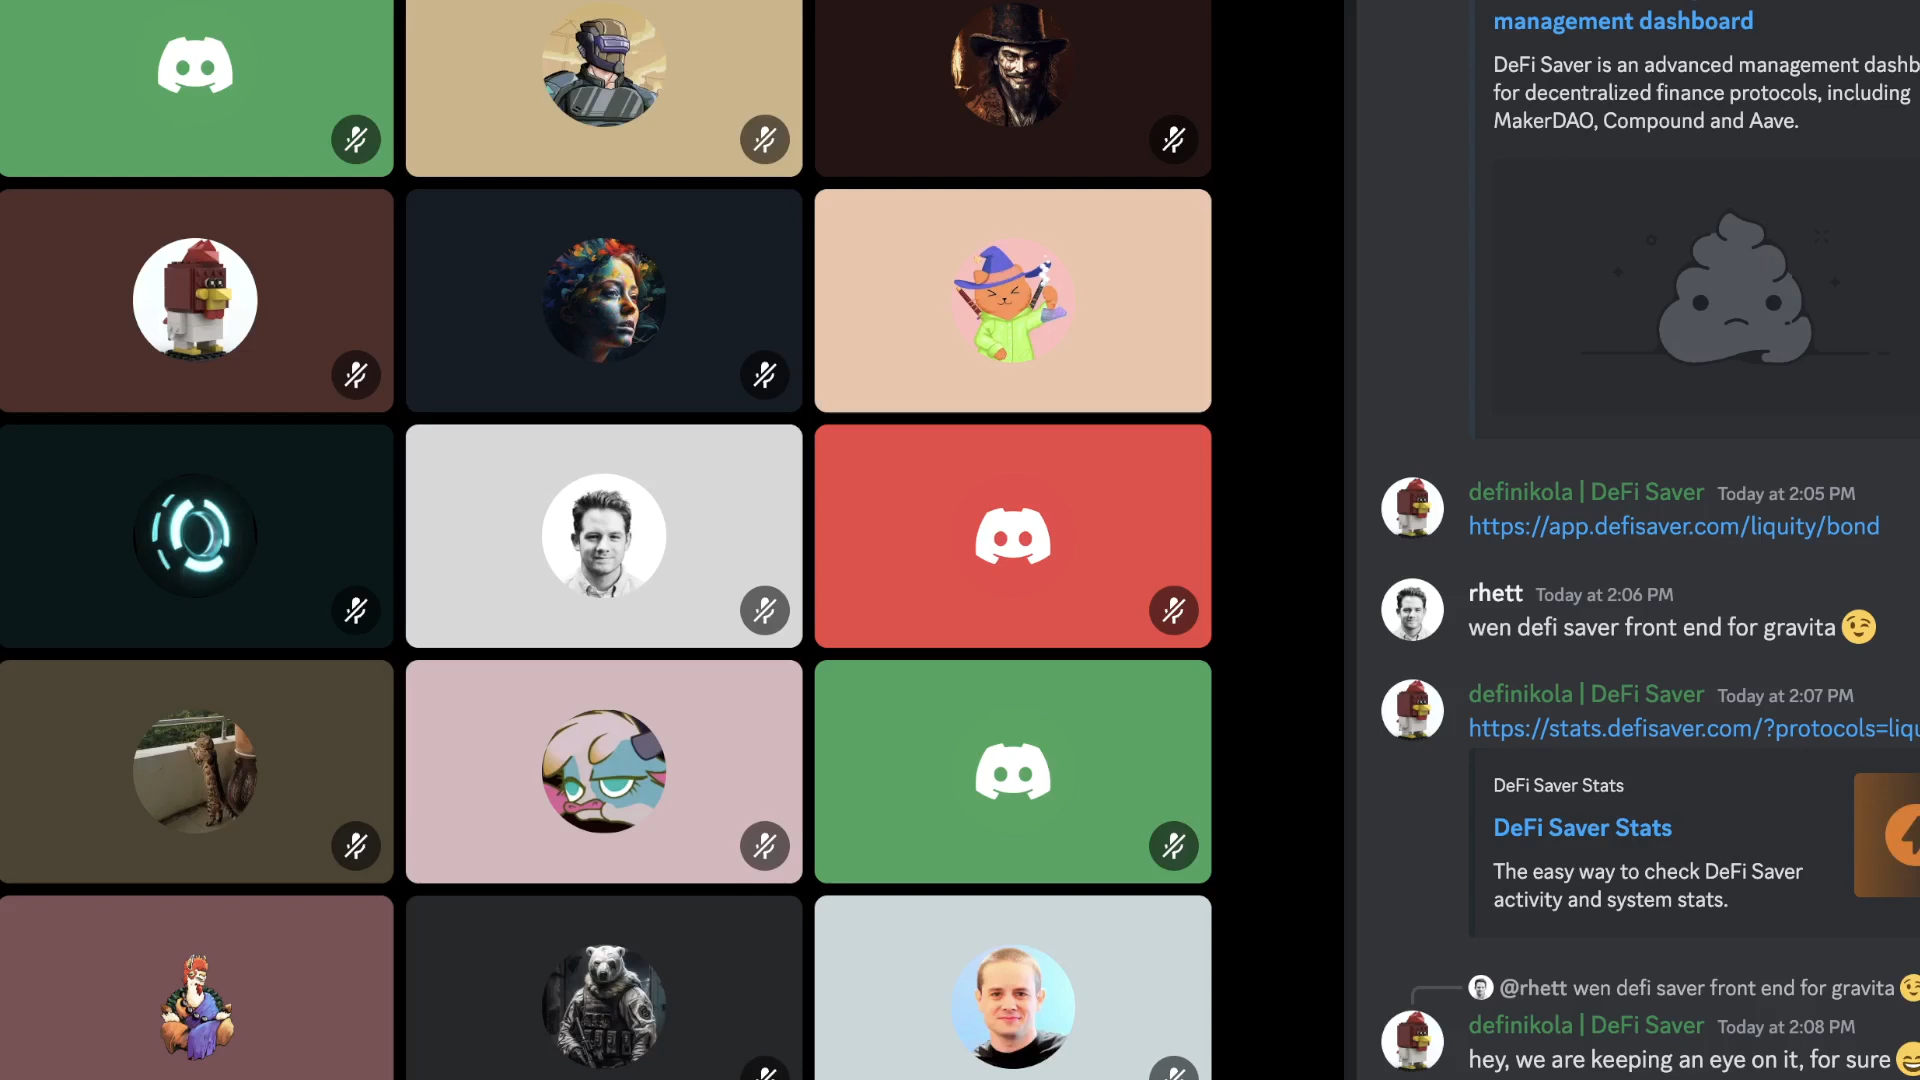 management dashboard
DeFi Saver is an advanced management dashb
for decentralized finance protocols, including
MakerDAO, Compound and Aave.
definikola | DeFi Saver Today at 2:05 PM
https://app.defisaver.com/liquity/bond
rhett Today at 2:06 PM
wen defi saver front end for gravita 😉
definikola | DeFi Saver Today at 2:07 PM
https://stats.defisaver.com/?protocols=liqu
DeFi Saver Stats
DeFi Saver Stats
The easy way to check DeFi Saver
activity and system stats.
@rhett wen defi saver front end for gravita 😉
definikola | DeFi Saver Today at 2:08 PM
hey, we are keeping an eye on it, for sure 😄